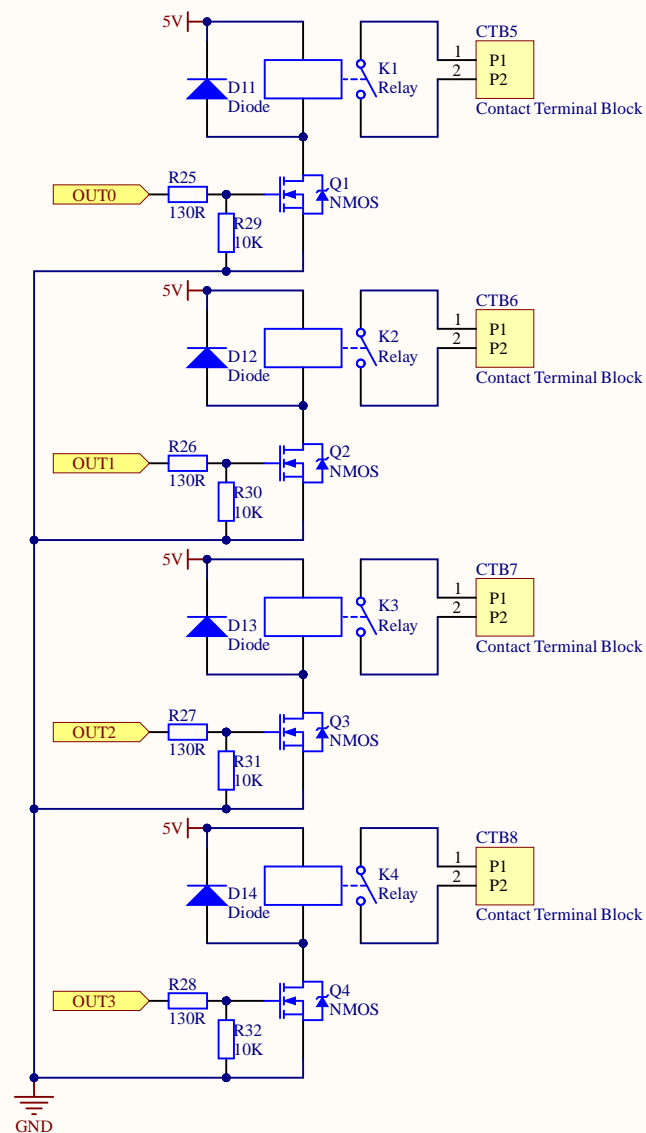 5V
CTB5
1
P1
2
P2
K1
Relay
D11
Diode
Contact Terminal Block
R25
OUT0
130R
Q1
NMOS
R29
10K
5V
CTB6
1
P1
2
P2
K2
Relay
D12
Diode
Contact Terminal Block
R26
OUT1
130R
Q2
NMOS
R30
10K
5V
CTB7
1
P1
2
P2
K3
Relay
D13
Diode
Contact Terminal Block
R27
OUT2
130R
Q3
NMOS
R31
10K
5V
CTB8
1
P1
2
P2
K4
Relay
D14
Diode
Contact Terminal Block
R28
OUT3
130R
Q4
NMOS
R32
10K
GND